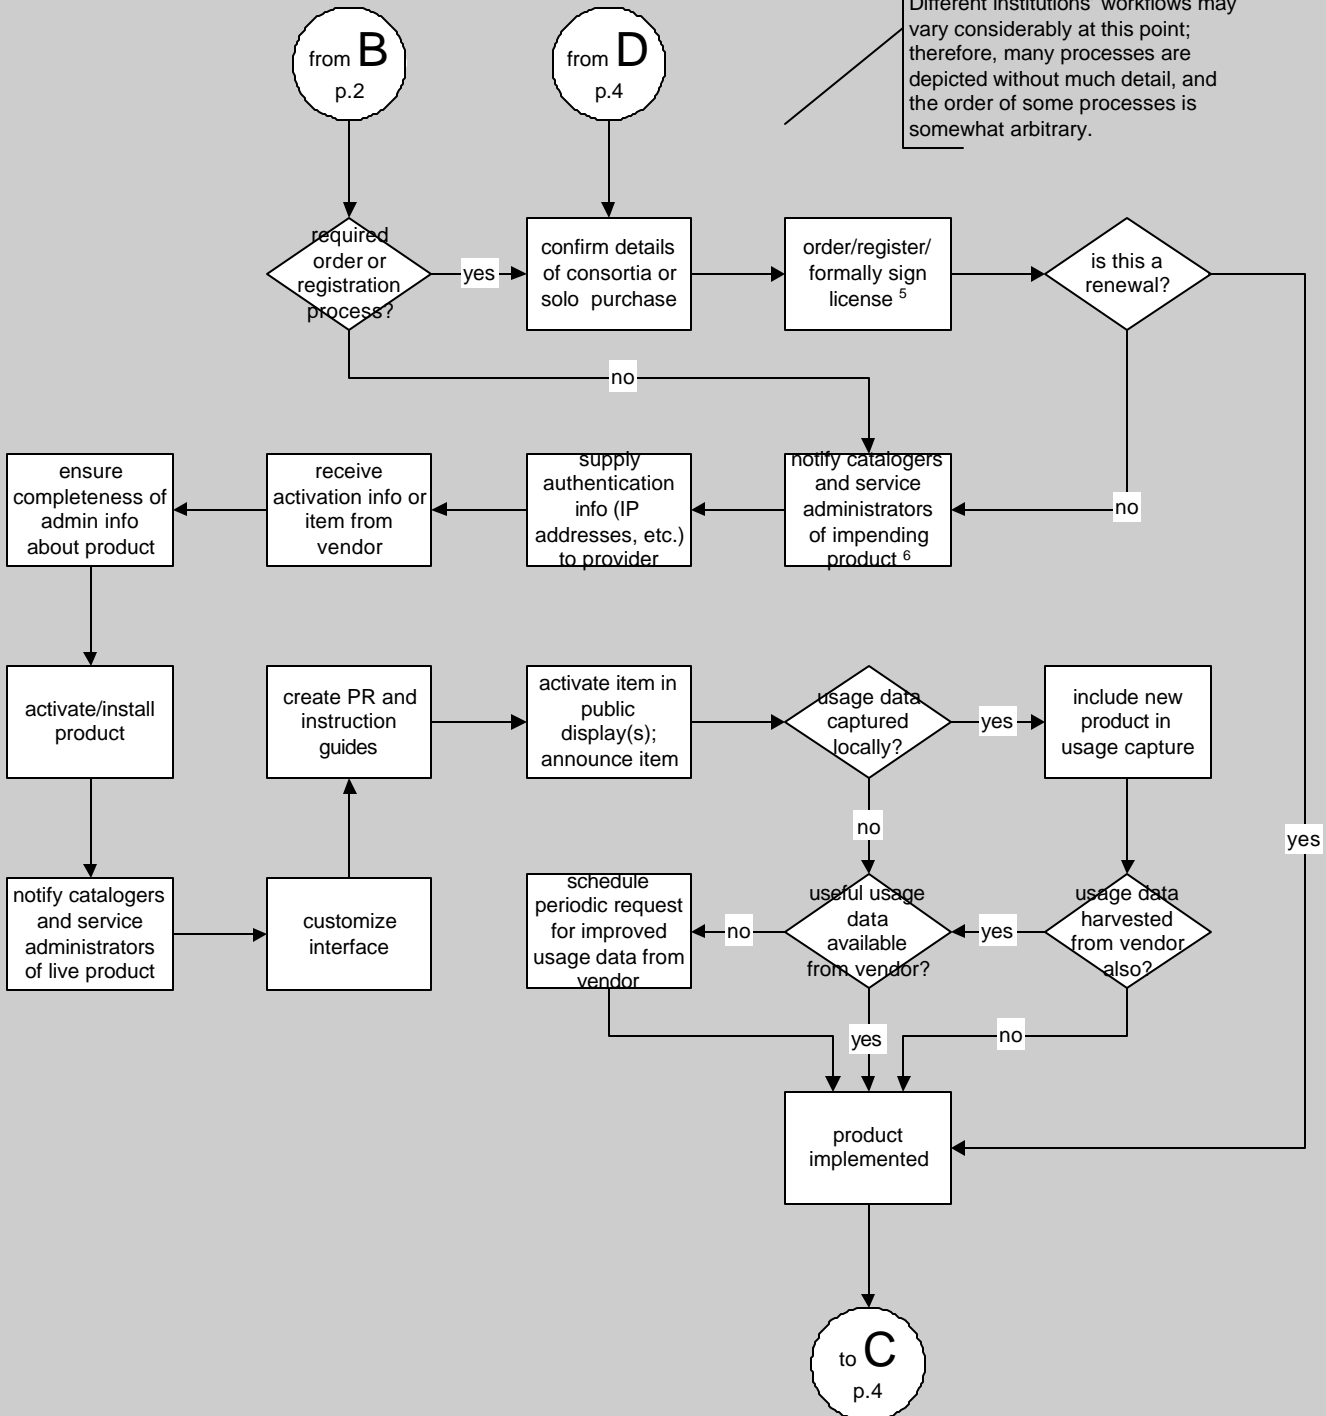 Different institutions' workflows may
vary considerably at this point;
therefore, many processes are
depicted without much detail, and
the order of some processes is
somewhat arbitrary.
from B
p.2
from D
p.4
required
order or
registration
process?
yes
confirm details
of consortia or
solo purchase
order/register/
formally sign
license 5
is this a
renewal?
no
no
yes
ensure
completeness of
admin info
about product
receive
activation info or
item from
vendor
supply
authentication
info (IP
addresses, etc.)
to provider
notify catalogers
and service
administrators
of impending
product 6
activate/install
product
create PR and
instruction
guides
activate item in
public
display(s);
announce item
usage data
captured
locally?
yes
include new
product in
usage capture
no
notify catalogers
and service
administrators
of live product
customize
interface
schedule
periodic request
for improved
usage data from
vendor
no
useful usage
data
available
from vendor?
yes
usage data
harvested
from vendor
also?
yes
no
product
implemented
to C
p.4